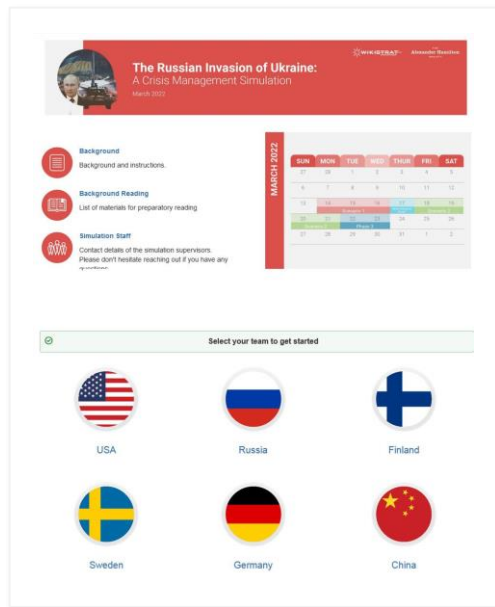 WIKISTRAT
Alexander Hamilton
The Russian Invasion of Ukraine:
A Crisis Management Simulation
March 2022
Background
Background and instructions.
Background Reading
List of materials for preparatory reading
Simulation Staff
Contact details of the simulation supervisors.
Please don't hesitate reaching out if you have any
questions
MARCH 2022
SUN MON TUE WED THUR FRI SAT
27 28 1 2 3 4 5
6 7 8 9 10 11 12
13 14 15 16 17 18 19
20 21 22 23 24 25 26
Phase 2
27 28 29 30 31 1 2
Select your team to get started
USA
Russia
Finland
Sweden
Germany
China